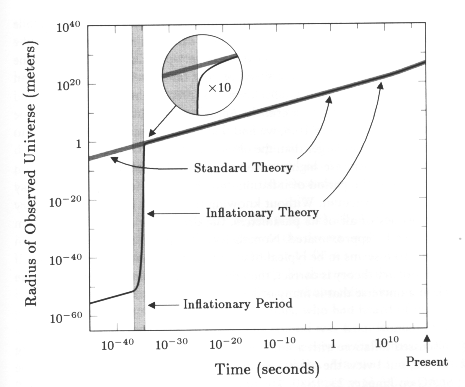 Radius of Observed Universe (meters)
10^40
10^20
1
10^-20
10^-40
10^-60
×10
Standard Theory
Inflationary Theory
Inflationary Period
10^-40
10^-30
10^-20
10^-10
1
10^10
Present
Time (seconds)